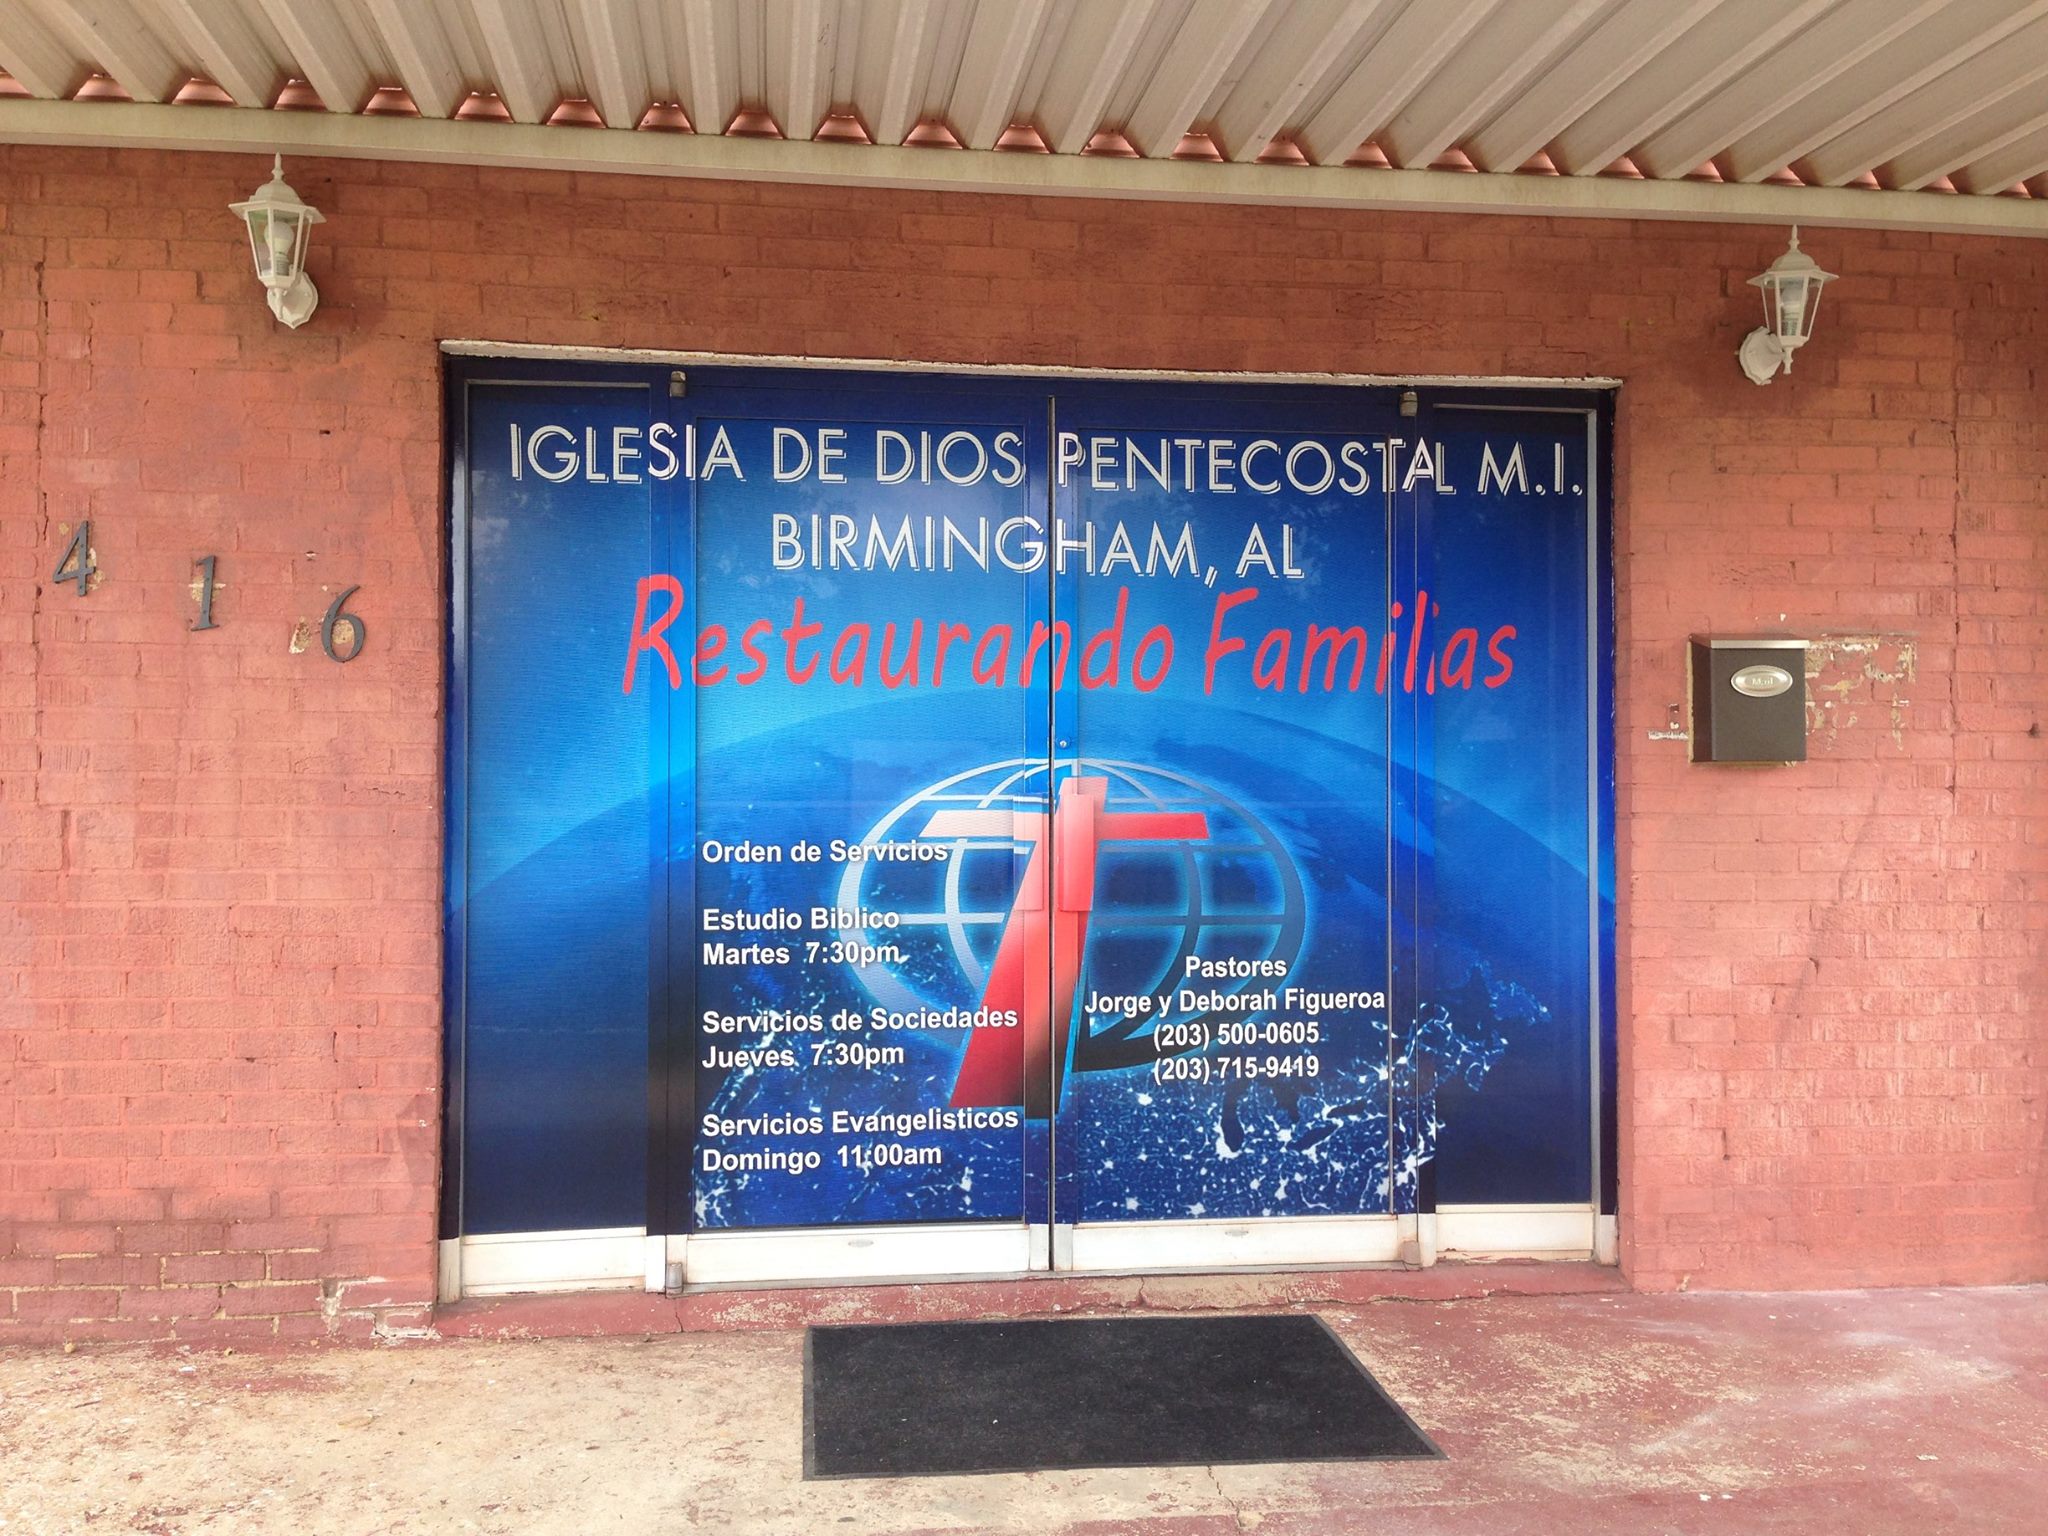 IGLESIA DE DIOS PENTECOSTAL M.I.
BIRMINGHAM, AL
Restaurando Familias
416
Mail
Orden de Servicios
Estudio Biblico
Martes 7:30pm
Servicios de Sociedades
Jueves 7:30pm
Servicios Evangelisticos
Domingo 11:00am
Pastores
Jorge y Deborah Figueroa
(203) 500-0605
(203) 715-9419